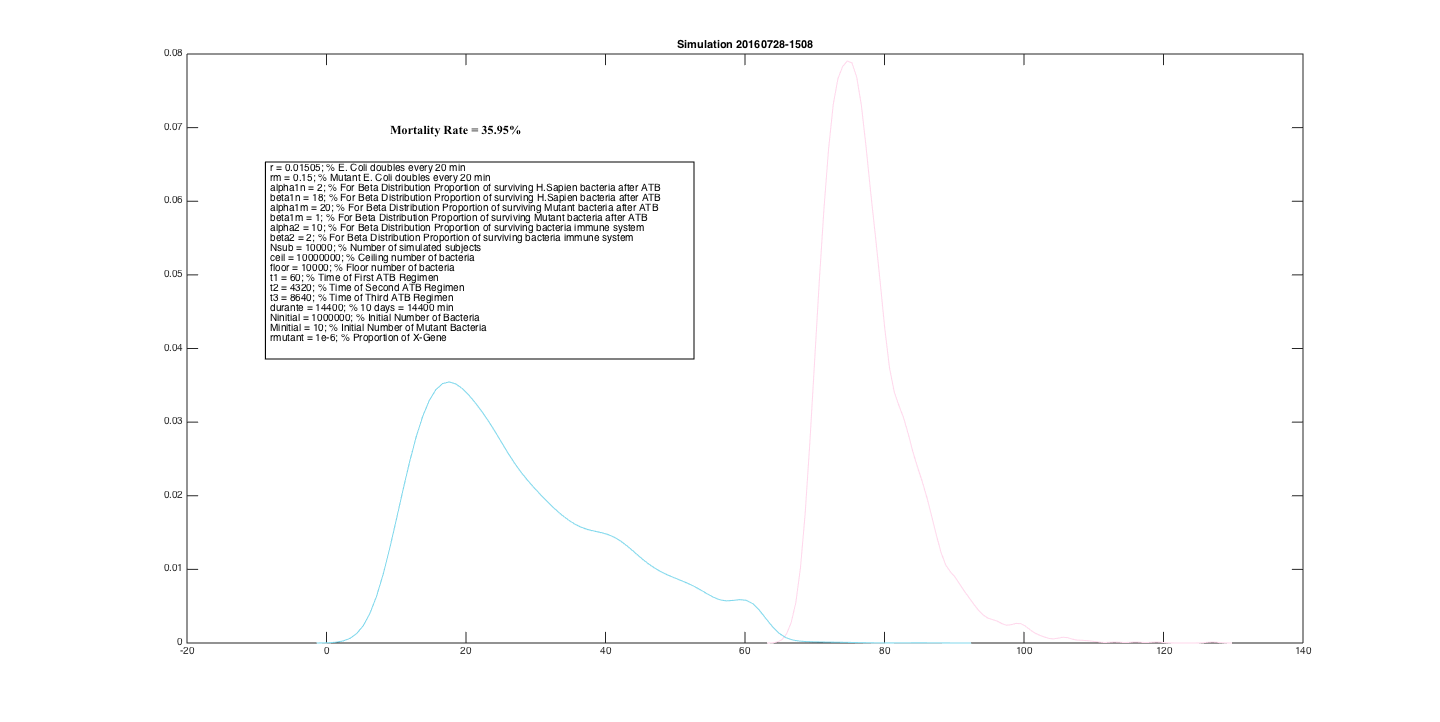 Simulation 20160728-1508
0.08
0.07
Mortality Rate = 35.95%
r = 0.01505; % E. Coli doubles every 20 min
rm = 0.15; % Mutant E. Coli doubles every 20 min
alpha1n = 2; % For Beta Distribution Proportion of surviving H.Sapien bacteria after ATB
beta1n = 18; % For Beta Distribution Proportion of surviving H.Sapien bacteria after ATB
alpha1m = 20; % For Beta Distribution Proportion of surviving Mutant bacteria after ATB
beta1m = 1; % For Beta Distribution Proportion of surviving Mutant bacteria after ATB
alpha2 = 10; % For Beta Distribution Proportion of surviving bacteria immune system
beta2 = 2; % For Beta Distribution Proportion of surviving bacteria immune system
Nsub = 10000; % Number of simulated subjects
ceil = 10000000; % Ceiling number of bacteria
floor = 10000; % Floor number of bacteria
t1 = 60; % Time of First ATB Regimen
t2 = 4320; % Time of Second ATB Regimen
t3 = 8640; % Time of Third ATB Regimen
durante = 14400; % 10 days = 14400 min
Ninitial = 1000000; % Initial Number of Bacteria
Minitial = 10; % Initial Number of Mutant Bacteria
rmutant = 1e-6; % Proportion of X-Gene
0.06
0.05
0.04
0.03
0.02
0.01
0
-20 0 20 40 60 80 100 120 140